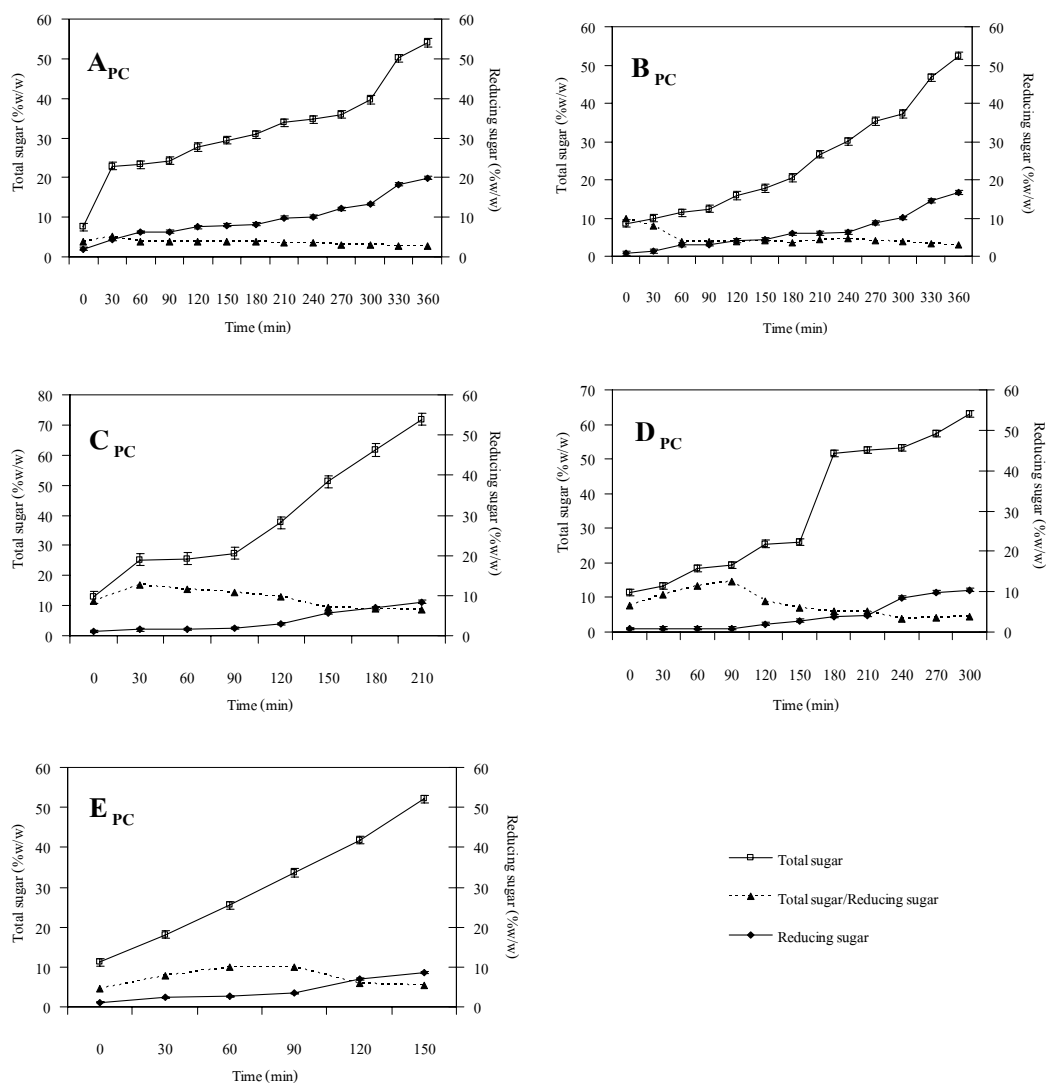 A PC
Total sugar (%w/w)
60
50
40
30
20
10
0
Reducing sugar (%w/w)
60
50
40
30
20
10
0
0 30 60 90 120 150 180 210 240 270 300 330 360
Time (min)
B PC
Total sugar (%w/w)
60
50
40
30
20
10
0
Reducing sugar (%w/w)
60
50
40
30
20
10
0
0 30 60 90 120 150 180 210 240 270 300 330 360
Time (min)
C PC
Total sugar (%w/w)
80
70
60
50
40
30
20
10
0
Reducing sugar (%w/w)
60
50
40
30
20
10
0
0 30 60 90 120 150 180 210
Time (min)
D PC
Total sugar (%w/w)
70
60
50
40
30
20
10
0
Reducing sugar (%w/w)
60
50
40
30
20
10
0
0 30 60 90 120 150 180 210 240 270 300
Time (min)
E PC
Total sugar (%w/w)
60
50
40
30
20
10
0
Reducing sugar (%w/w)
60
50
40
30
20
10
0
0 30 60 90 120 150
Time (min)
Total sugar
Total sugar/Reducing sugar
Reducing sugar